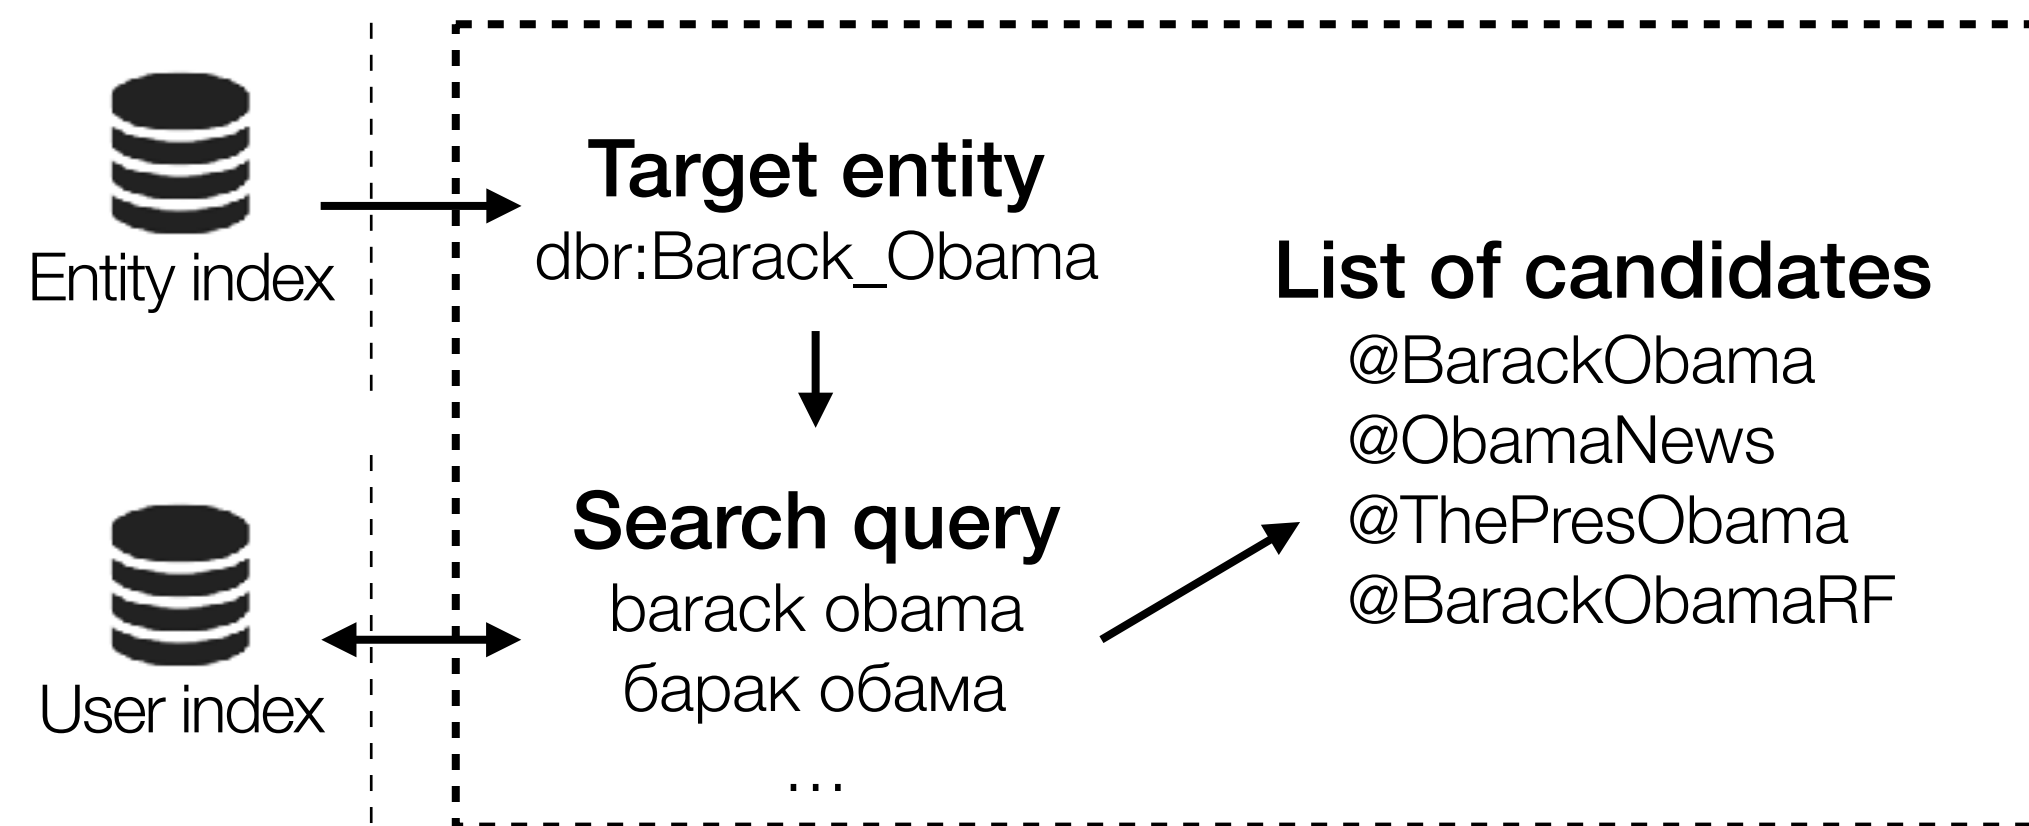 Entity index
Target entity
dbr:Barack_Obama
User index
Search query
barack obama
барак обама
...
List of candidates
@BarackObama
@ObamaNews
@ThePresObama
@BarackObamaRF